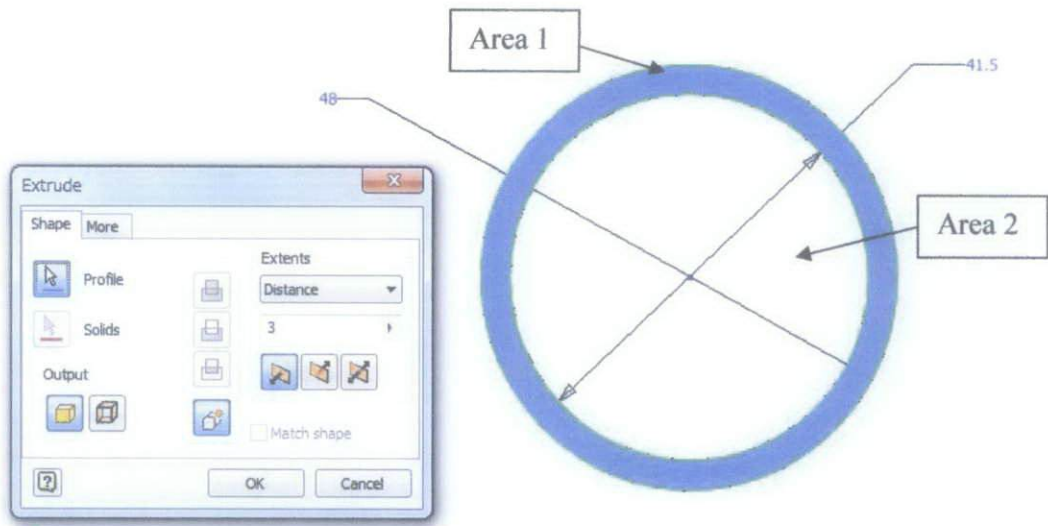 Area 1
41.5
48
Extrude
Shape More
Extents
Profile
Distance
Solids
3
Output
Area 2
Match shape
?
OK Cancel